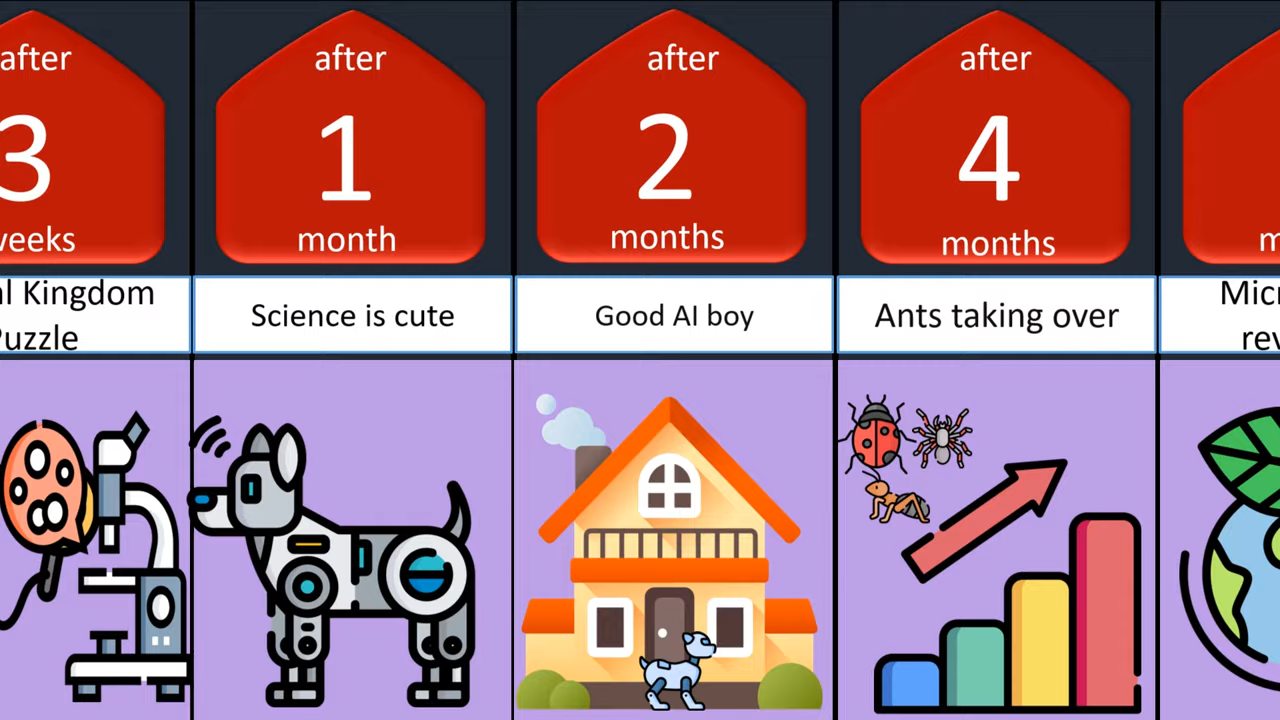 after
3
weeks
Kingdom
Puzzle
after
1
month
Science is cute
after
2
months
Good AI boy
after
4
months
Ants taking over